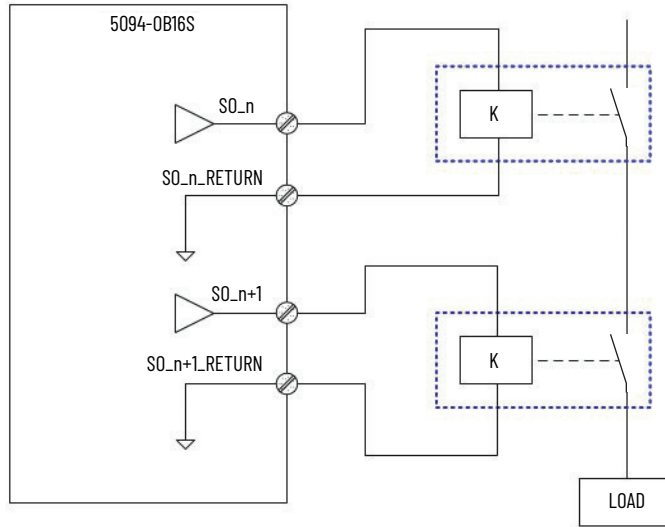 5094-OB16S
SO_n
K
SO_n_RETURN
SO_n+1
K
SO_n+1_RETURN
LOAD